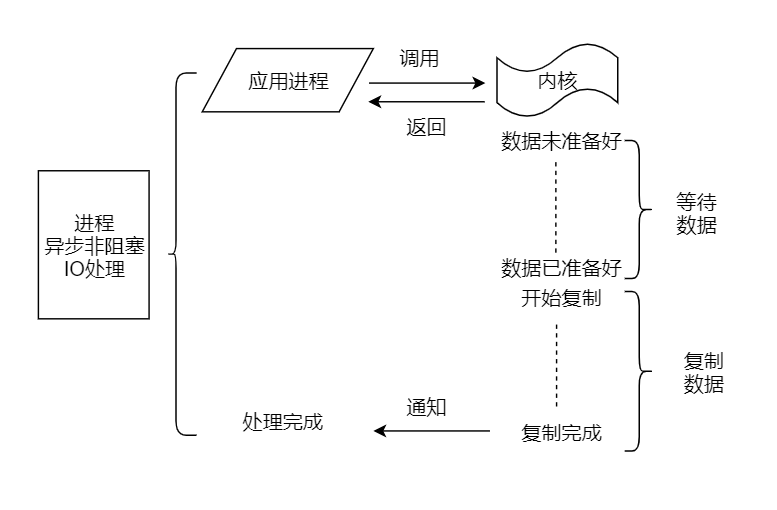 调用
应用进程
内核
返回
数据未准备好
等待
数据
进程
异步非阻塞
IO处理
数据已准备好
开始复制
复制
数据
通知
处理完成
复制完成